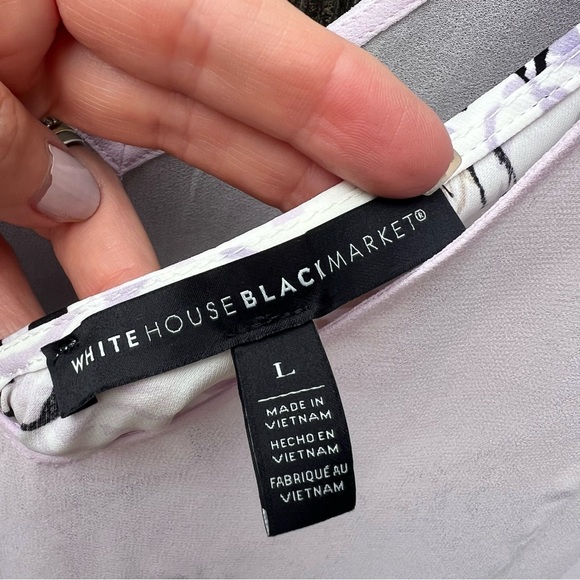 WHITE HOUSE BLACK MARKET®
L
MADE IN
VIETNAM
HECHO EN
VIETNAM
FABRIQUÉ AU
VIETNAM